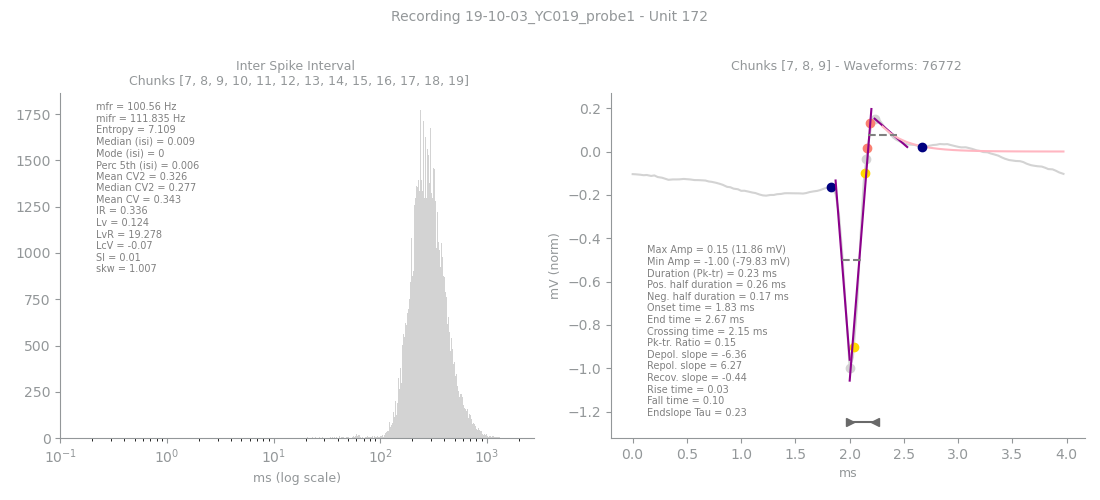 Recording 19-10-03_YC019_probe1 - Unit 172
Inter Spike Interval
Chunks [7, 8, 9, 10, 11, 12, 13, 14, 15, 16, 17, 18, 19]
mfr = 100.56 Hz
mifr = 111.835 Hz
Entropy = 7.109
Median (isi) = 0.009
Mode (isi) = 0
Perc 5th (isi) = 0.006
Mean CV2 = 0.326
Median CV2 = 0.277
Mean CV = 0.343
IR = 0.336
Lv = 0.124
LvR = 19.278
LcV = -0.07
SI = 0.01
skw = 1.007
1750
1500
1250
1000
750
500
250
0
10⁻¹ 10⁰ 10¹ 10² 10³
ms (log scale)
Chunks [7, 8, 9] - Waveforms: 76772
mV (norm)
0.2
0.0
−0.2
−0.4
−0.6
−0.8
−1.0
−1.2
Max Amp = 0.15 (11.86 mV)
Min Amp = -1.00 (-79.83 mV)
Duration (Pk-tr) = 0.23 ms
Pos. half duration = 0.26 ms
Neg. half duration = 0.17 ms
Onset time = 1.83 ms
End time = 2.67 ms
Crossing time = 2.15 ms
Pk-tr. Ratio = 0.15
Depol. slope = -6.36
Repol. slope = 6.27
Recov. slope = -0.44
Rise time = 0.03
Fall time = 0.10
Endslope Tau = 0.23
0.0 0.5 1.0 1.5 2.0 2.5 3.0 3.5 4.0
ms